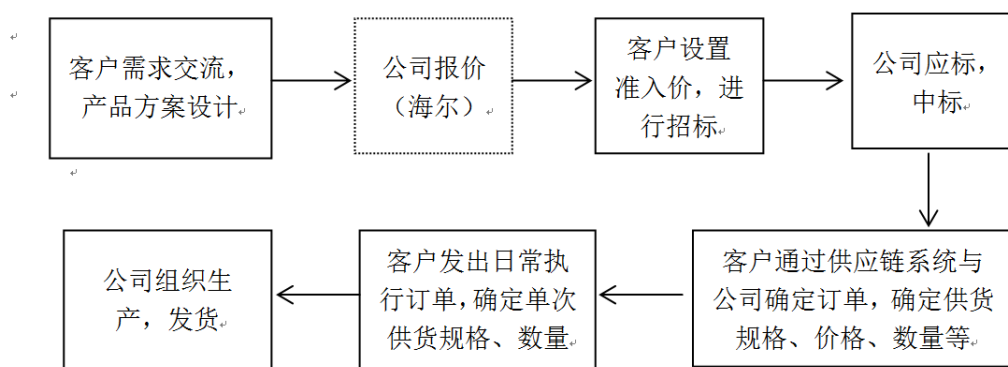 客户需求交流，
产品方案设计
公司报价
（海尔）
客户设置
准入价，进
行招标
公司应标，
中标
客户通过供应链系统与
公司确定订单，确定供货
规格、价格、数量等
客户发出日常执
行订单，确定单次
供货规格、数量
公司组织生
产，发货